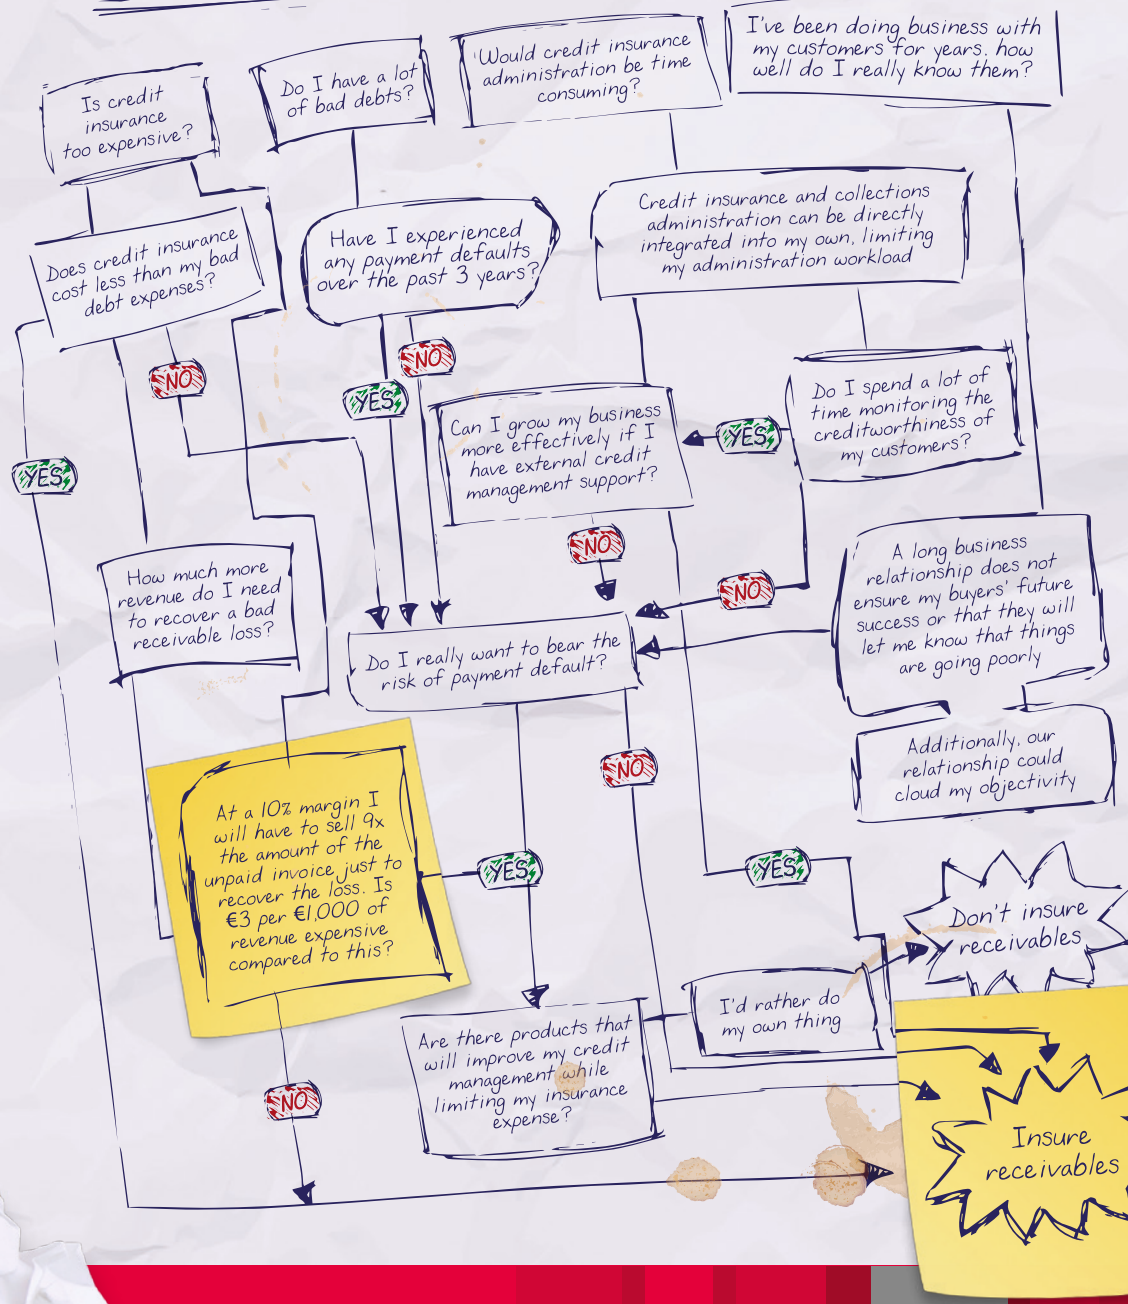 I've been doing business with
my customers for years, how
well do I really know them?
'Would credit insurance
administration be time
consuming?
Do I have a lot
of bad debts?
Is credit
insurance
too expensive?
Credit insurance and collections
administration can be directly
integrated into my own, limiting
my administration workload
Have I experienced
any payment defaults
over the past 3 years?
Does credit insurance
cost less than my bad
debt expenses?
NO
NO
YES
Do I spend a lot of
time monitoring the
creditworthiness of
my customers?
YES
Can I grow my business
more effectively if I
have external credit
management support?
YES
NO
NO
How much more
revenue do I need
to recover a bad
receivable loss?
A long business
relationship does not
ensure my buyers' future
success or that they will
let me know that things
are going poorly
Do I really want to bear the
risk of payment default?
Additionally, our
relationship could
cloud my objectivity
NO
At a 10% margin I
will have to sell 9x
the amount of the
unpaid invoice just to
recover the loss. Is
€3 per €1,000 of
revenue expensive
compared to this?
YES
YES
Don't insure
receivables
I'd rather do
my own thing
Are there products that
will improve my credit
management while
limiting my insurance
expense?
NO
Insure
receivables